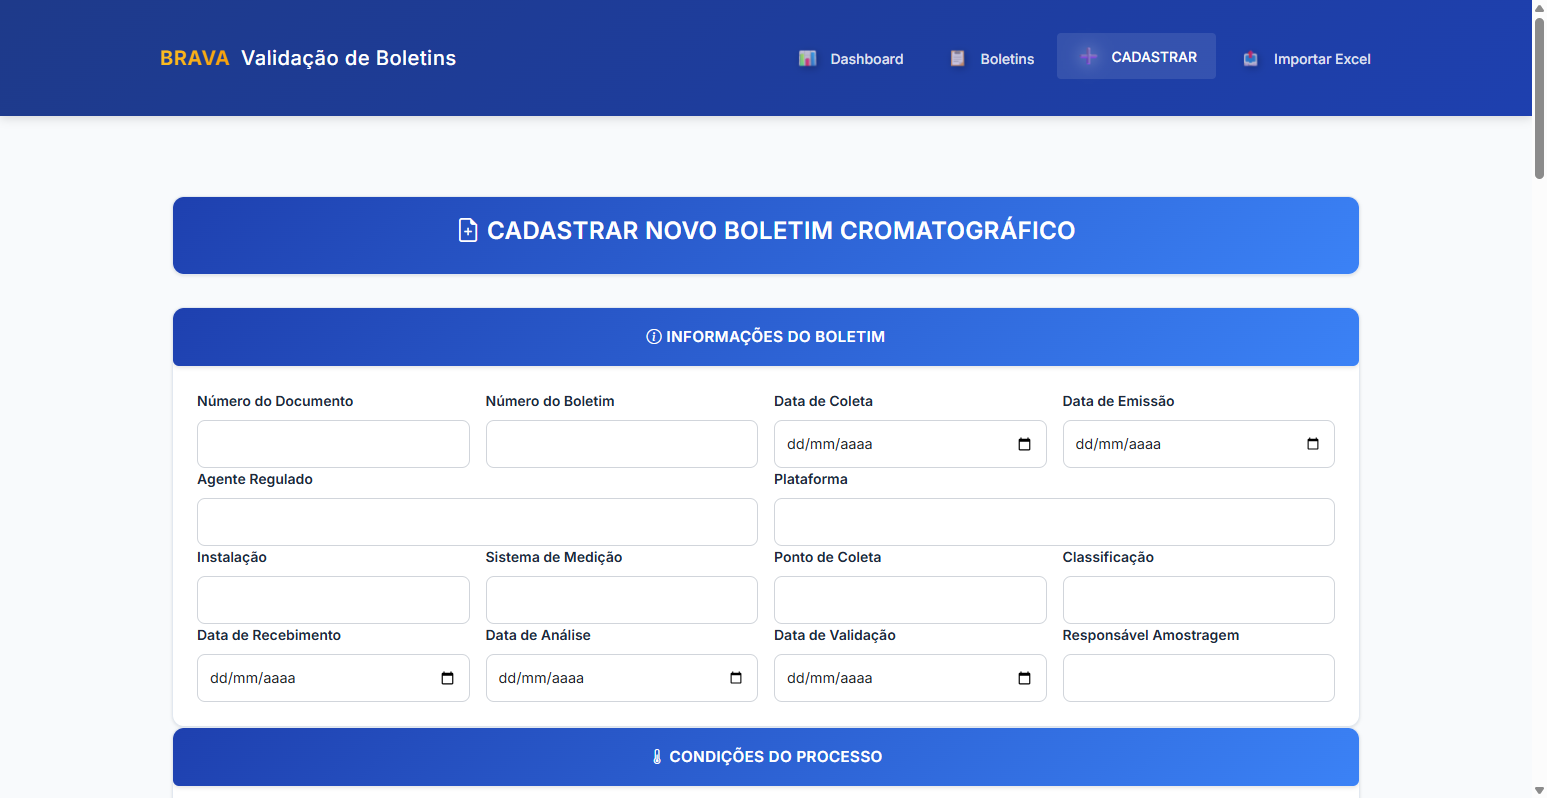 BRAVA Validação de Boletins
Dashboard
Boletins
CADASTRAR
Importar Excel
CADASTRAR NOVO BOLETIM CROMATOGRÁFICO
INFORMAÇÕES DO BOLETIM
Número do Documento
Número do Boletim
Data de Coleta
Data de Emissão
dd/mm/aaaa
dd/mm/aaaa
Agente Regulado
Plataforma
Instalação
Sistema de Medição
Ponto de Coleta
Classificação
Data de Recebimento
Data de Análise
Data de Validação
Responsável Amostragem
dd/mm/aaaa
dd/mm/aaaa
dd/mm/aaaa
CONDIÇÕES DO PROCESSO